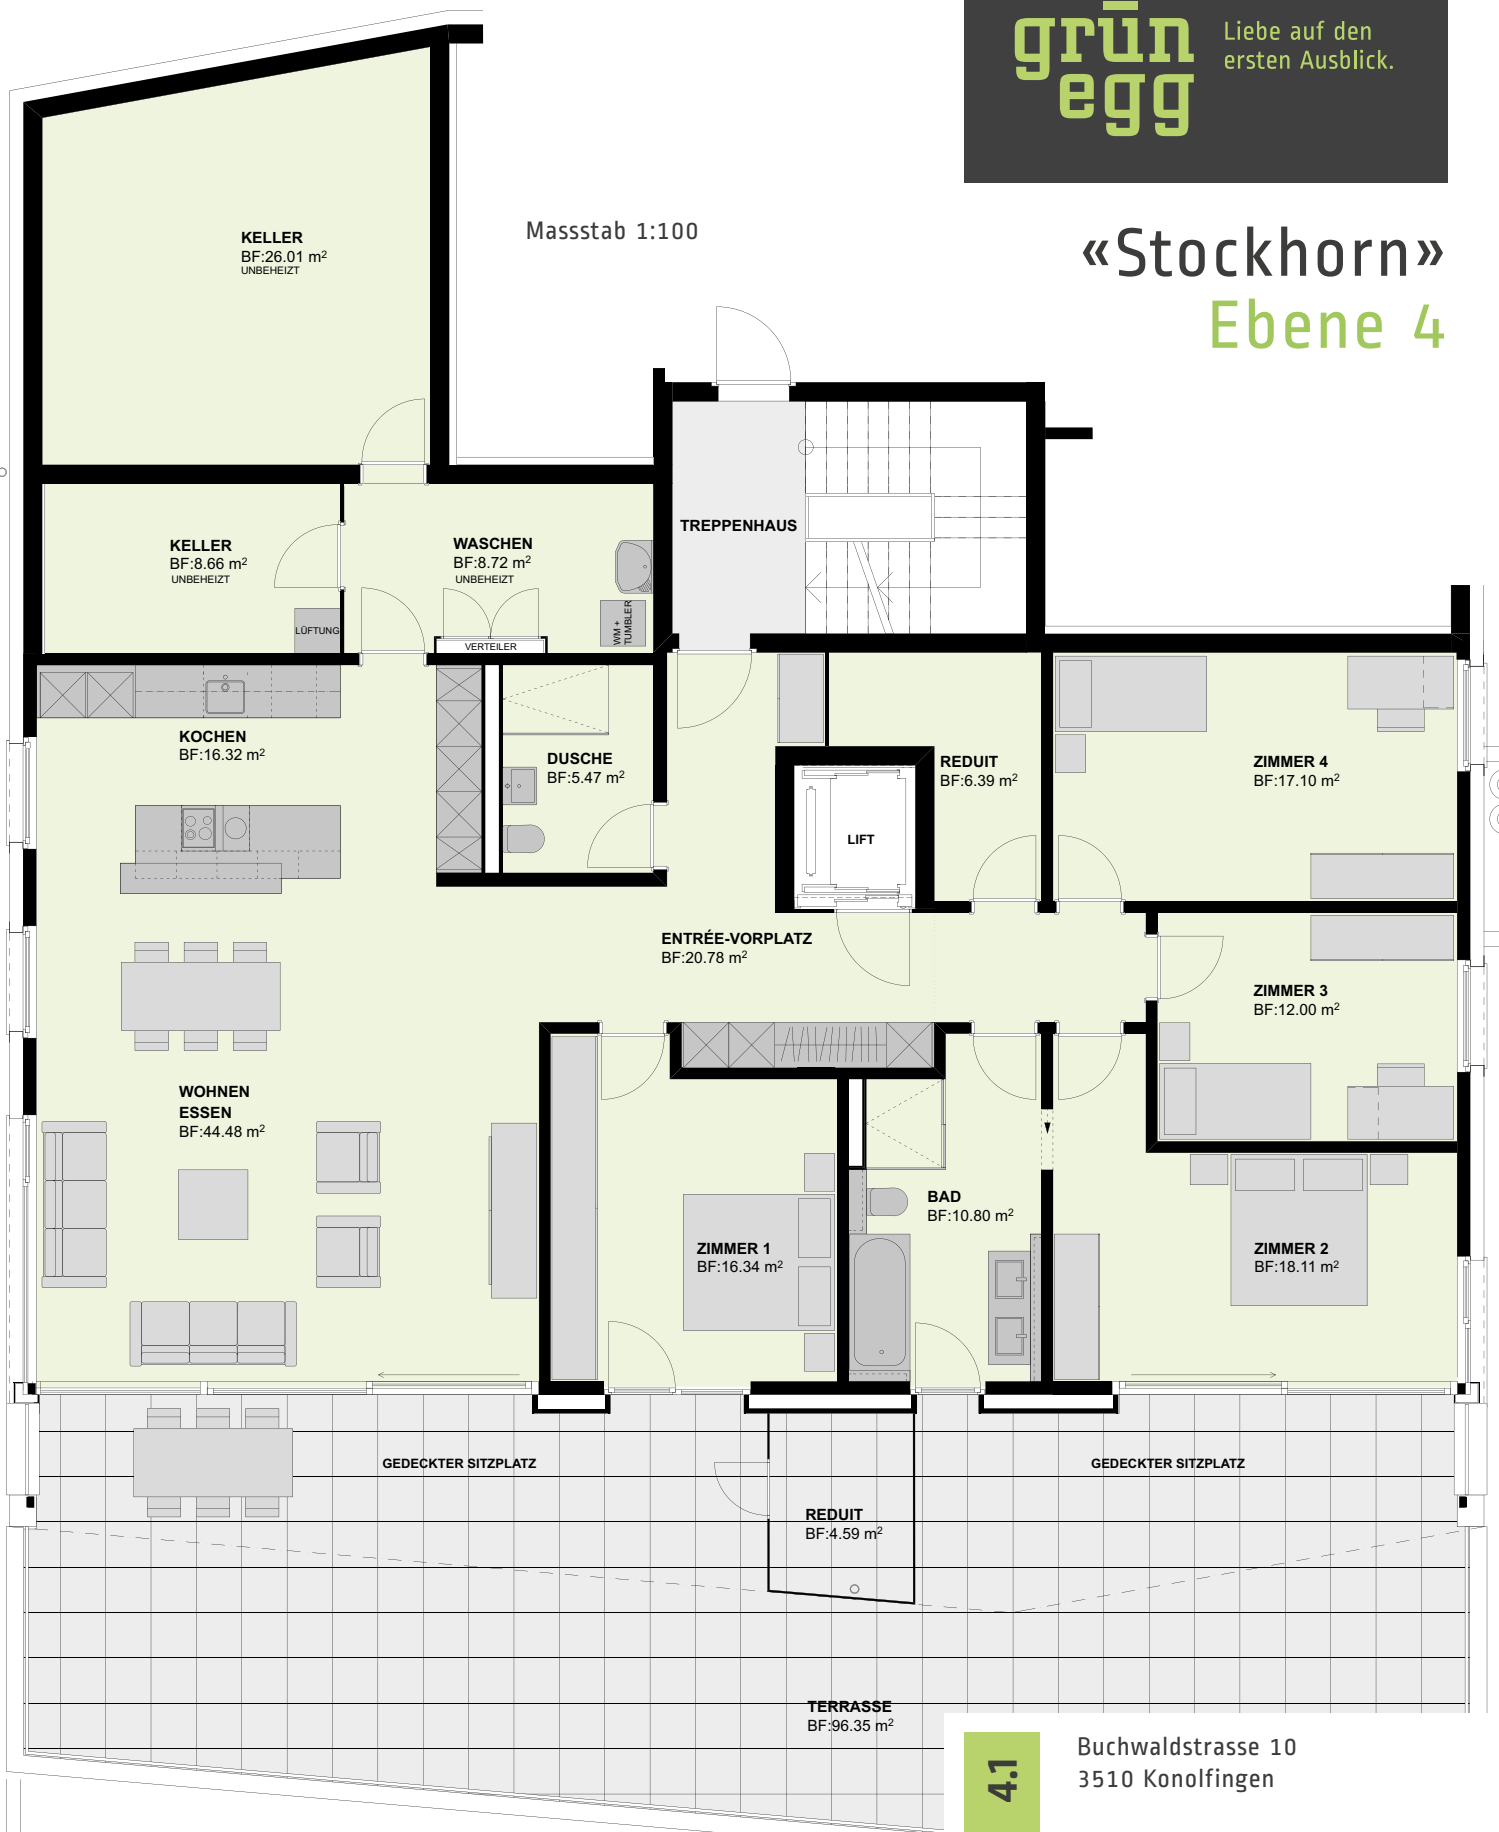 grün
egg
Liebe auf den
ersten Ausblick.
Massstab 1:100
«Stockhorn»
Ebene 4
KELLER
BF:26.01 m²
UNBEHEIZT
KELLER
BF:8.66 m²
UNBEHEIZT
LÜFTUNG
WASCHEN
BF:8.72 m²
UNBEHEIZT
WM +
TUMBLER
VERTEILER
TREPPENHAUS
KOCHEN
BF:16.32 m²
DUSCHE
BF:5.47 m²
LIFT
REDUIT
BF:6.39 m²
ZIMMER 4
BF:17.10 m²
ENTRÉE-VORPLATZ
BF:20.78 m²
ZIMMER 3
BF:12.00 m²
WOHNEN
ESSEN
BF:44.48 m²
ZIMMER 1
BF:16.34 m²
BAD
BF:10.80 m²
ZIMMER 2
BF:18.11 m²
GEDECKTER SITZPLATZ
GEDECKTER SITZPLATZ
REDUIT
BF:4.59 m²
TERRASSE
BF:96.35 m²
4.1
Buchwaldstrasse 10
3510 Konolfingen